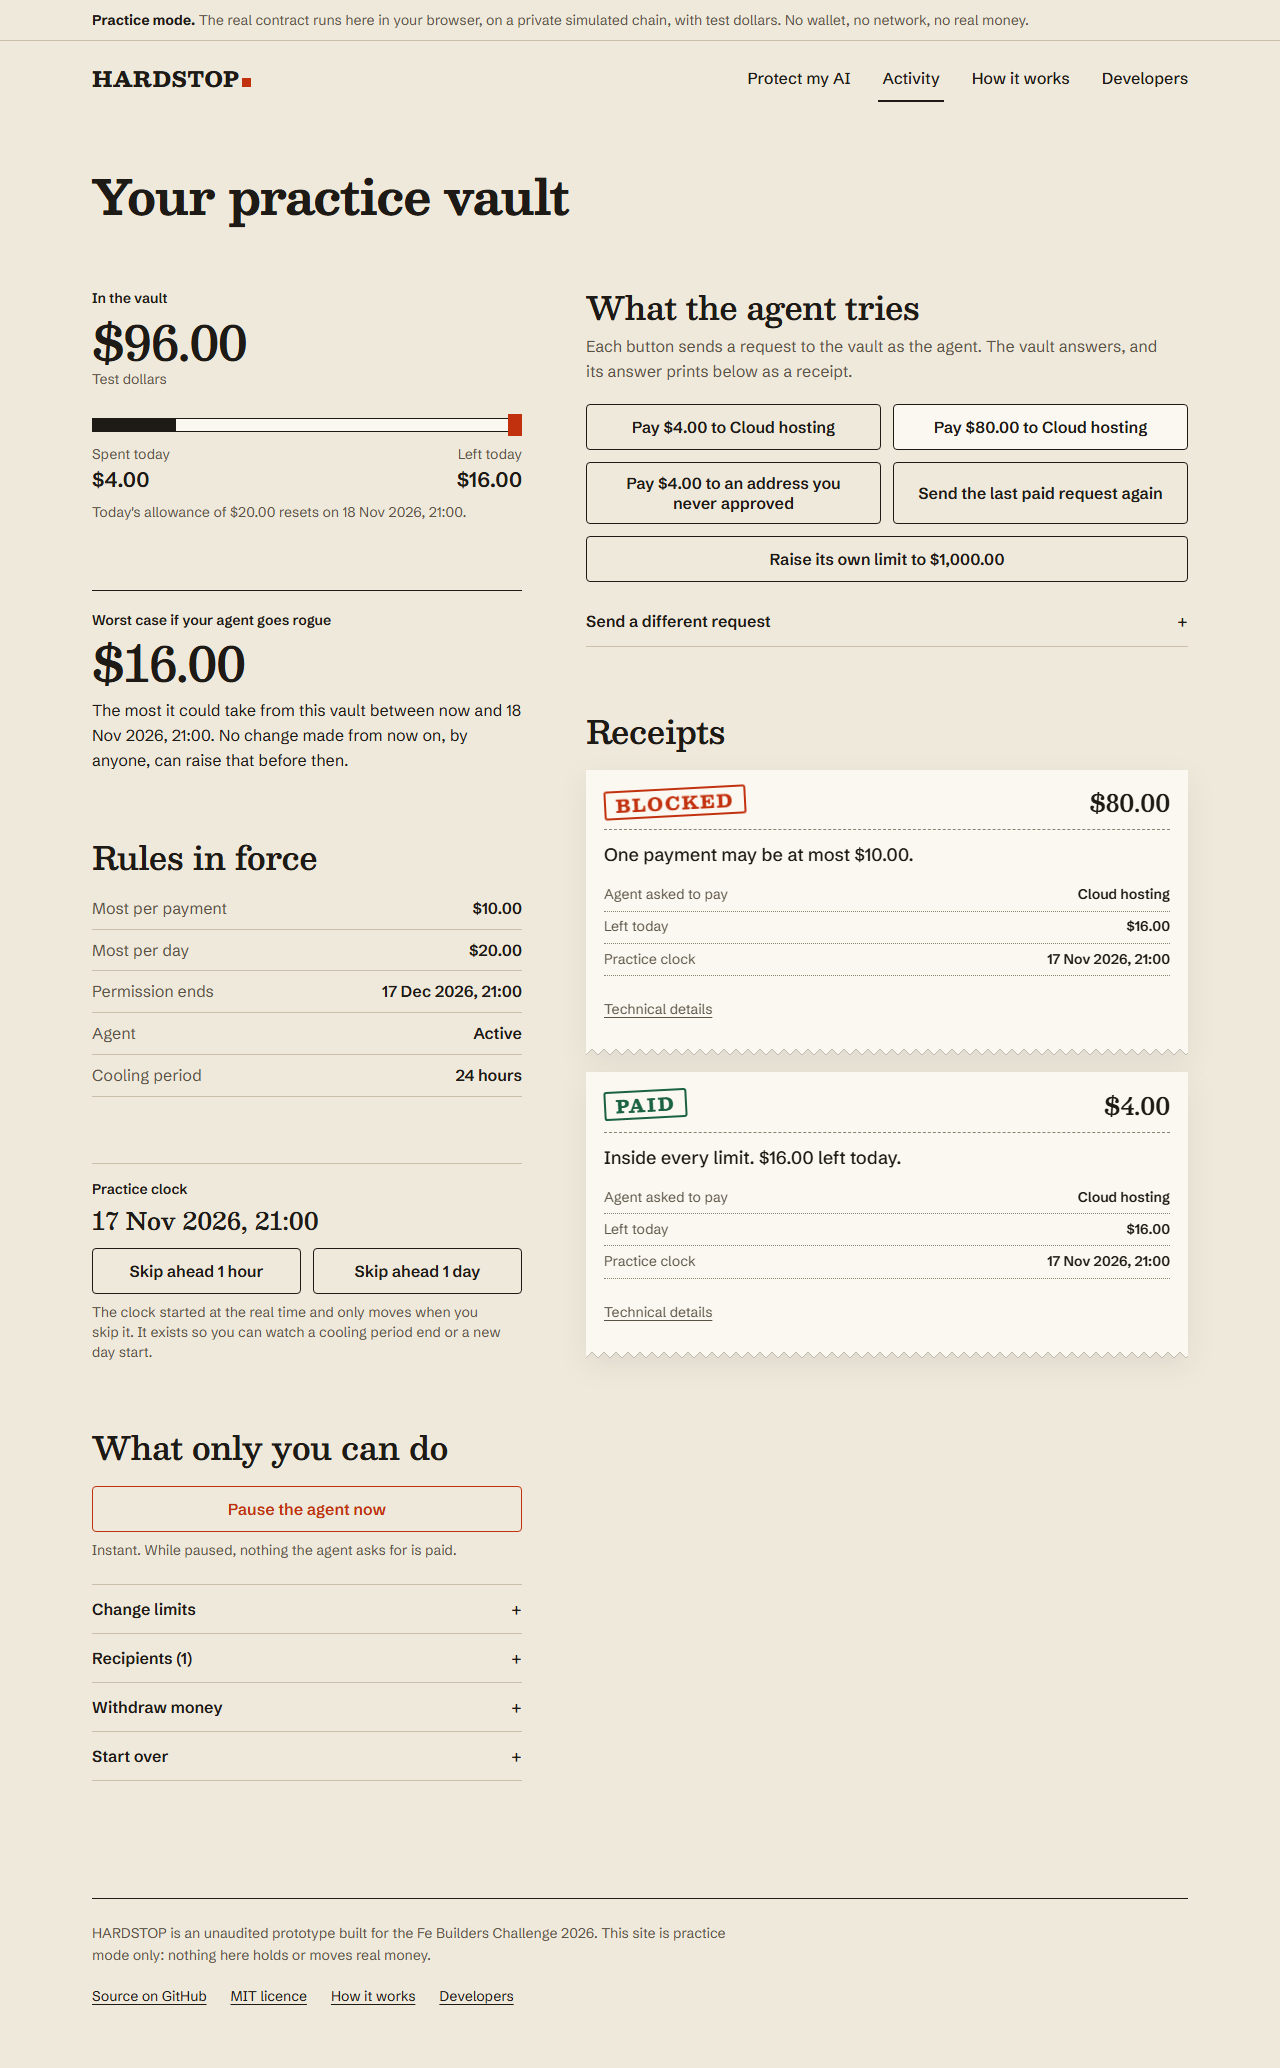 Practice mode. The real contract runs here in your browser, on a private simulated chain, with test dollars. No wallet, no network, no real money.
HARDSTOP
Protect my AI
Activity
How it works
Developers
Your practice vault
In the vault
$96.00
Test dollars
Spent today
Left today
$4.00
$16.00
Today's allowance of $20.00 resets on 18 Nov 2026, 21:00.
Worst case if your agent goes rogue
$16.00
The most it could take from this vault between now and 18
Nov 2026, 21:00. No change made from now on, by
anyone, can raise that before then.
Rules in force
Most per payment
$10.00
Most per day
$20.00
Permission ends
17 Dec 2026, 21:00
Agent
Active
Cooling period
24 hours
Practice clock
17 Nov 2026, 21:00
Skip ahead 1 hour
Skip ahead 1 day
The clock started at the real time and only moves when you
skip it. It exists so you can watch a cooling period end or a new
day start.
What only you can do
Pause the agent now
Instant. While paused, nothing the agent asks for is paid.
Change limits
+
Recipients (1)
+
Withdraw money
+
Start over
+
What the agent tries
Each button sends a request to the vault as the agent. The vault answers, and
its answer prints below as a receipt.
Pay $4.00 to Cloud hosting
Pay $80.00 to Cloud hosting
Pay $4.00 to an address you
never approved
Send the last paid request again
Raise its own limit to $1,000.00
Send a different request
+
Receipts
BLOCKED
$80.00
One payment may be at most $10.00.
Agent asked to pay
Cloud hosting
Left today
$16.00
Practice clock
17 Nov 2026, 21:00
Technical details
PAID
$4.00
Inside every limit. $16.00 left today.
Agent asked to pay
Cloud hosting
Left today
$16.00
Practice clock
17 Nov 2026, 21:00
Technical details
HARDSTOP is an unaudited prototype built for the Fe Builders Challenge 2026. This site is practice
mode only: nothing here holds or moves real money.
Source on GitHub
MIT licence
How it works
Developers